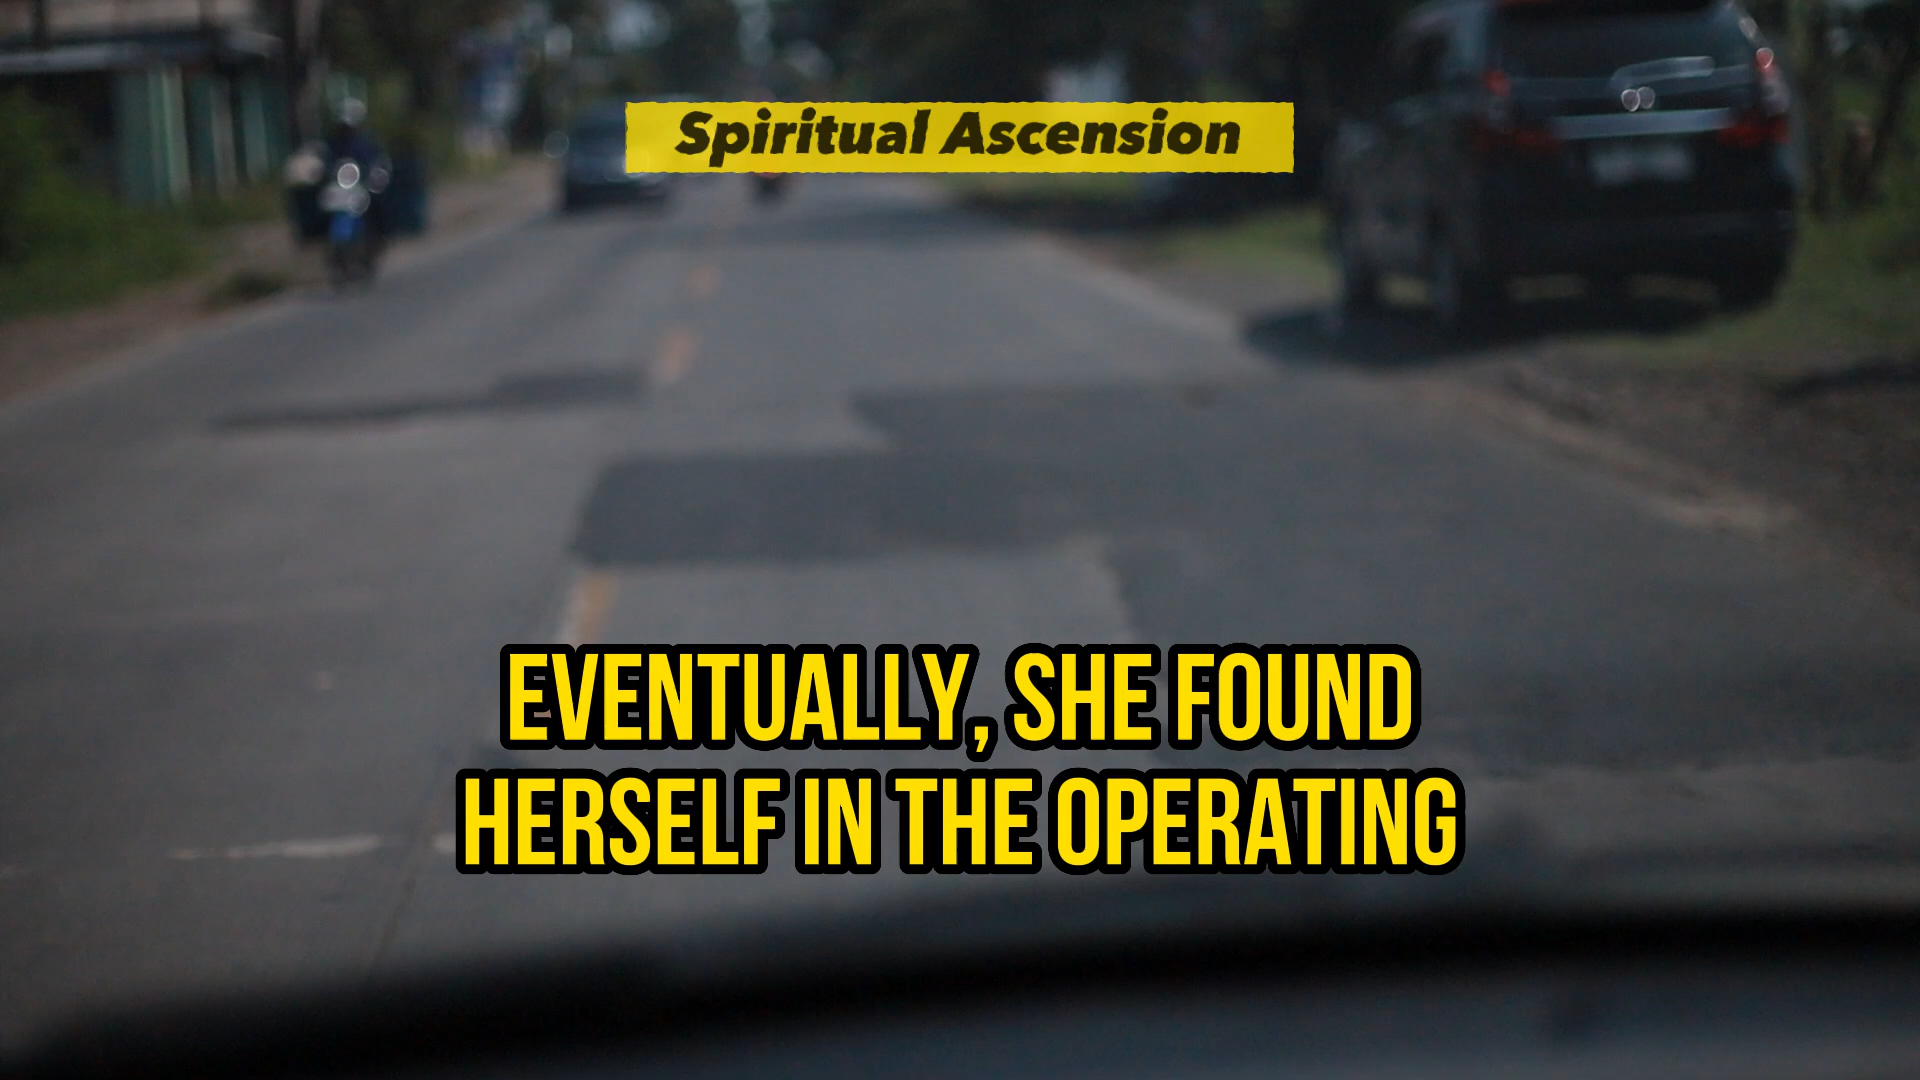 Spiritual Ascension
EVENTUALLY, SHE FOUND
HERSELF IN THE OPERATING